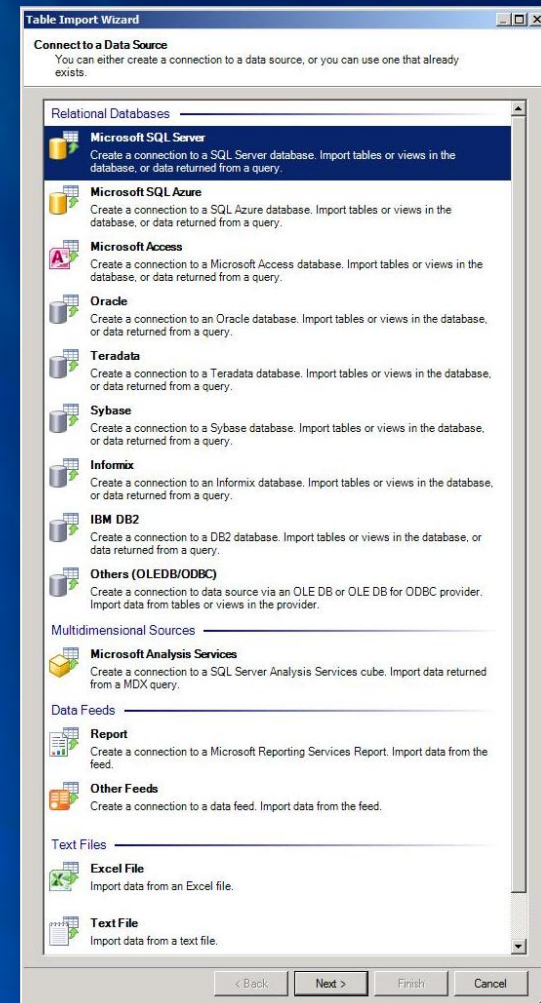 Table Import Wizard
Connect to a Data Source
You can either create a connection to a data source, or you can use one that already
exists.
Relational Databases
Microsoft SQL Server
Create a connection to a SQL Server database. Import tables or views in the
database, or data returned from a query.
Microsoft SQL Azure
Create a connection to a SQL Azure database. Import tables or views in the
database, or data returned from a query.
Microsoft Access
Create a connection to a Microsoft Access database. Import tables or views in the
database, or data returned from a query.
Oracle
Create a connection to an Oracle database. Import tables or views in the database,
or data returned from a query.
Teradata
Create a connection to a Teradata database. Import tables or views in the database,
or data returned from a query.
Sybase
Create a connection to a Sybase database. Import tables or views in the database,
or data returned from a query.
Informix
Create a connection to an Informix database. Import tables or views in the database,
or data returned from a query.
IBM DB2
Create a connection to a DB2 database. Import tables or views in the database, or
data returned from a query.
Others (OLEDB/ODBC)
Create a connection to data source via an OLE DB or OLE DB for ODBC provider.
Import data from tables or views in the provider.
Multidimensional Sources
Microsoft Analysis Services
Create a connection to a SQL Server Analysis Services cube. Import data returned
from a MDX query.
Data Feeds
Report
Create a connection to a Microsoft Reporting Services Report. Import data from the
feed.
Other Feeds
Create a connection to a data feed. Import data from the feed.
Text Files
Excel File
Import data from an Excel file.
Text File
Import data from a text file.
< Back Next > Finish Cancel